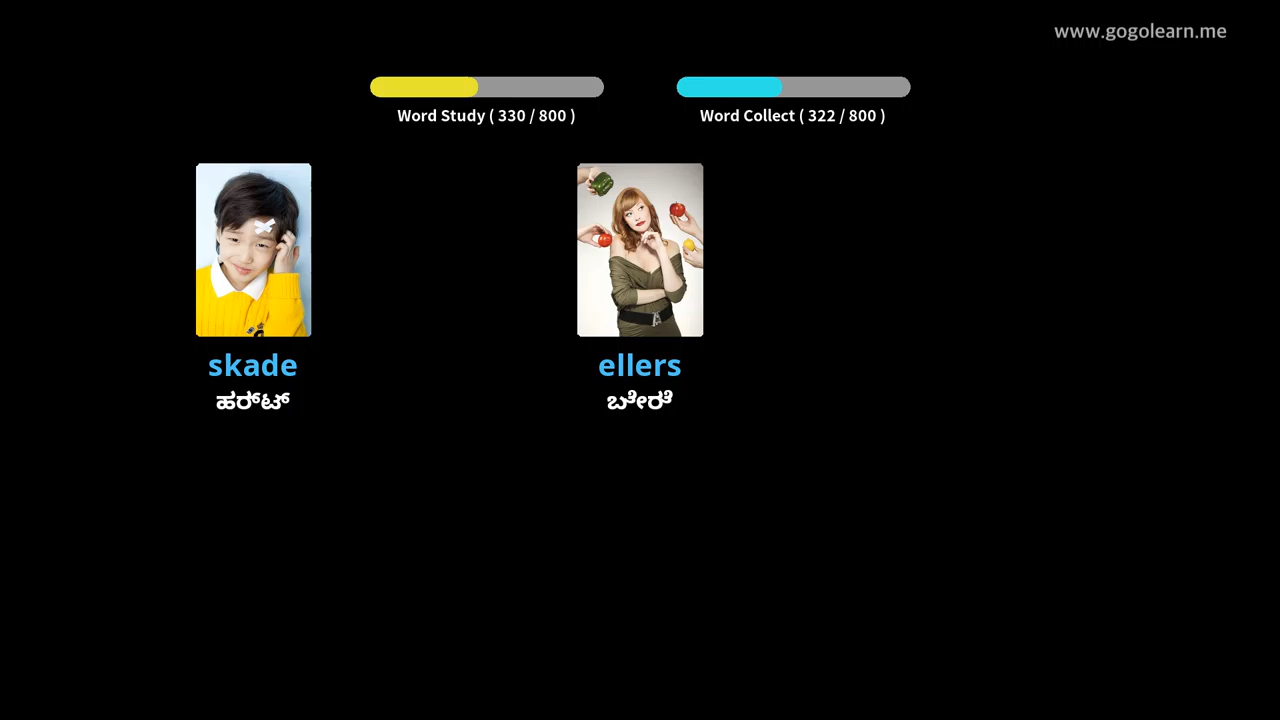 www.gogolearn.me
Word Study ( 330 / 800 )
Word Collect ( 322 / 800 )
skade
ಹರ್ಟ್
ellers
ಬೇರೆ